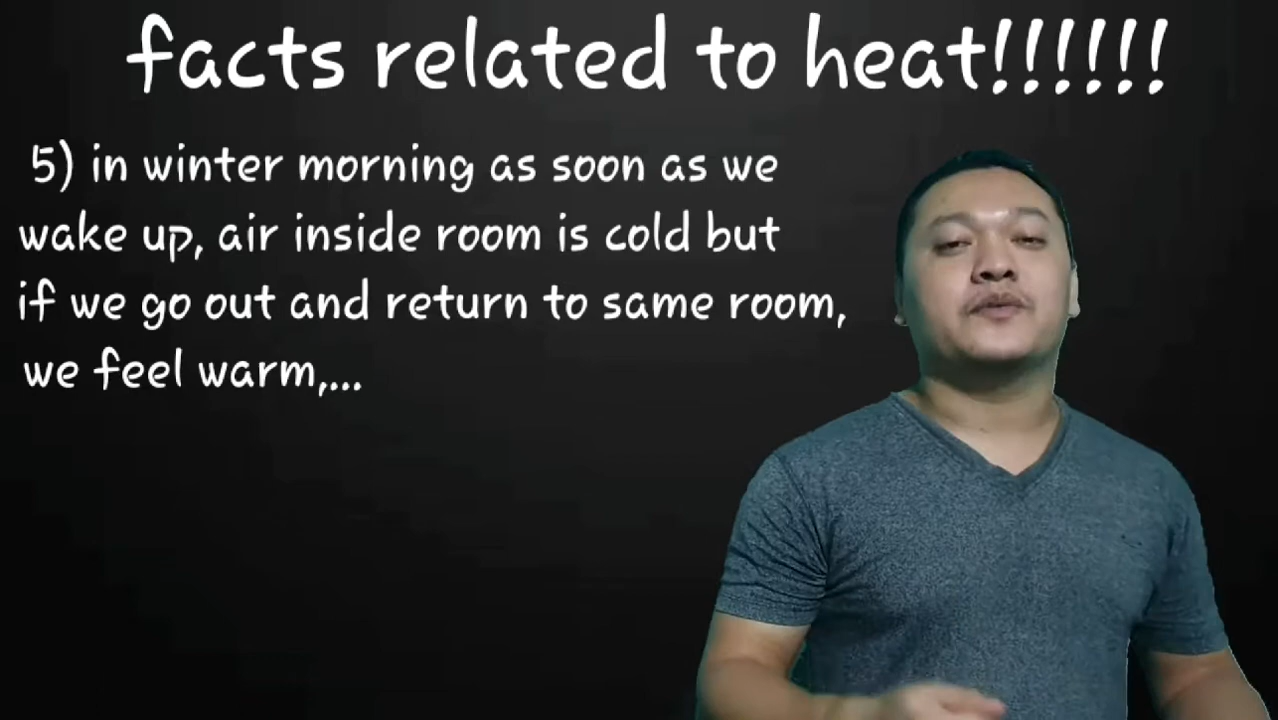 facts related to heat!!!!!!
5) in winter morning as soon as we
wake up, air inside room is cold but
if we go out and return to same room,
we feel warm,...